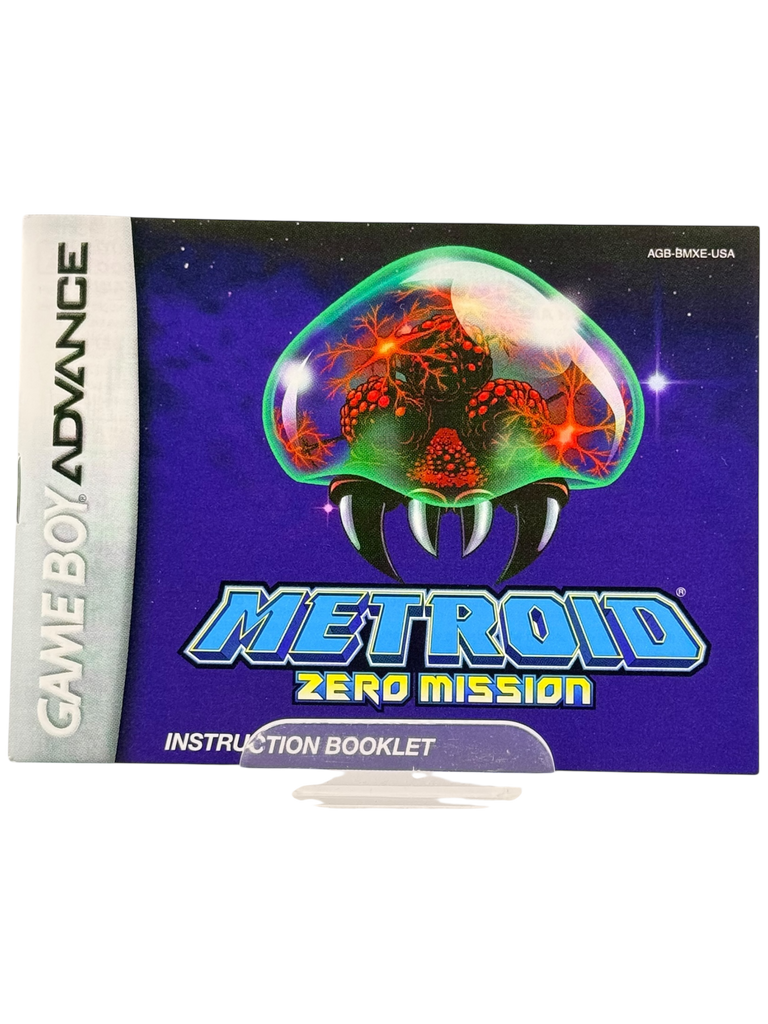 GAME BOY® ADVANCE
AGB-BMXE-USA
METROID®
ZERO MISSION
INSTRUCTION BOOKLET